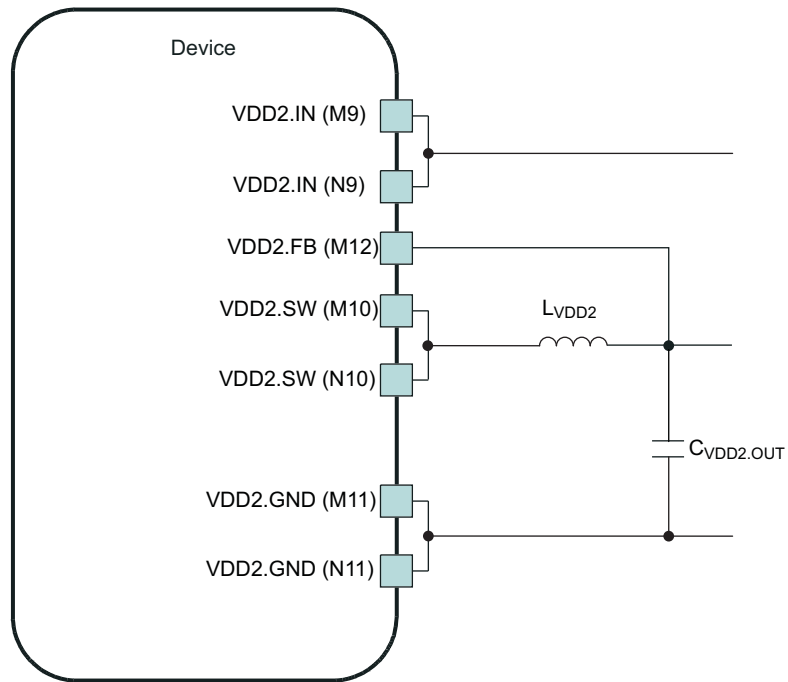 Device
VDD2.IN (M9)
VDD2.IN (N9)
VDD2.FB (M12)
VDD2.SW (M10)
LVDD2
VDD2.SW (N10)
CVDD2.OUT
VDD2.GND (M11)
VDD2.GND (N11)